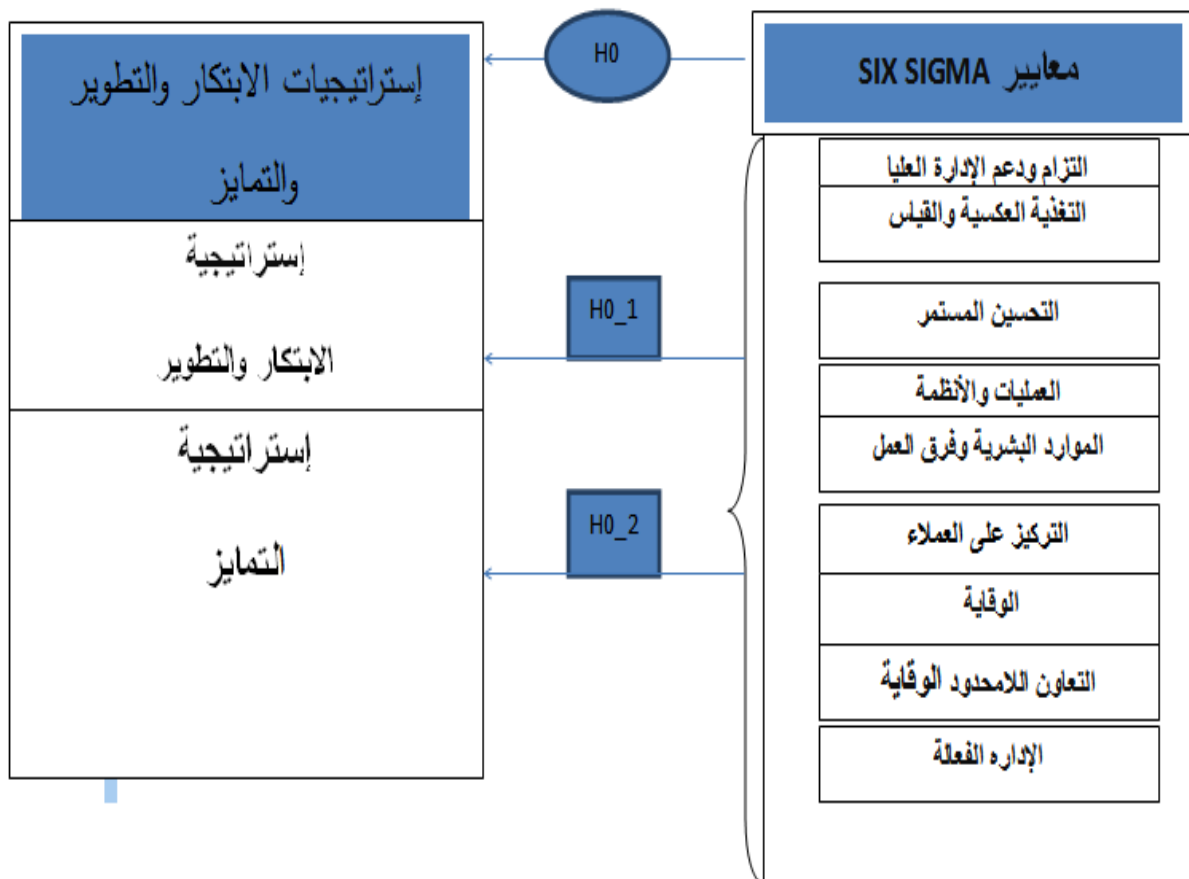 معايير SIX SIGMA
التزام ودعم الإدارة العليا
التغذية العكسية والقياس
التحسين المستمر
العمليات والأنظمة
الموارد البشرية وفرق العمل
التركيز على العملاء
الوقاية
التعاون اللامحدود الوقاية
الإداره الفعالة
H0
H0_1
H0_2
إستراتيجيات الابتكار والتطوير
والتمايز
إستراتيجية
الابتكار والتطوير
إستراتيجية
التمايز